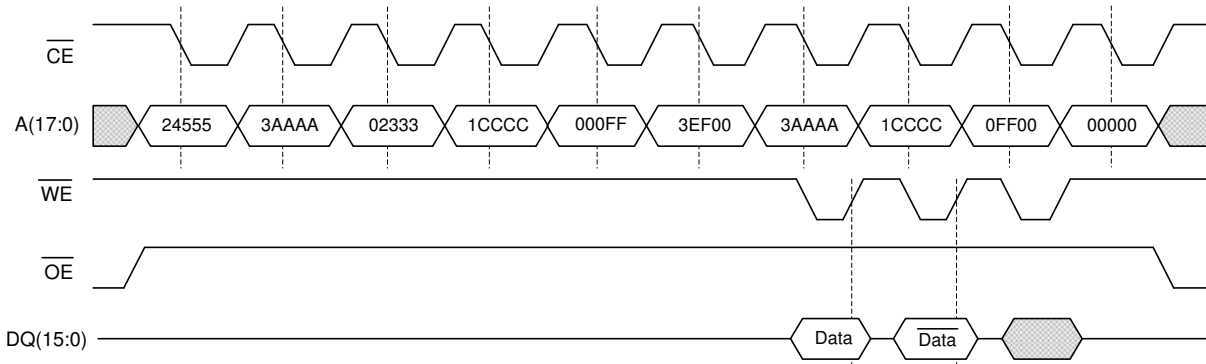 CE
A(17:0) 24555 3AAAA 02333 1CCCC 000FF 3EF00 3AAAA 1CCCC 0FF00 00000
WE
OE
DQ(15:0) Data Data